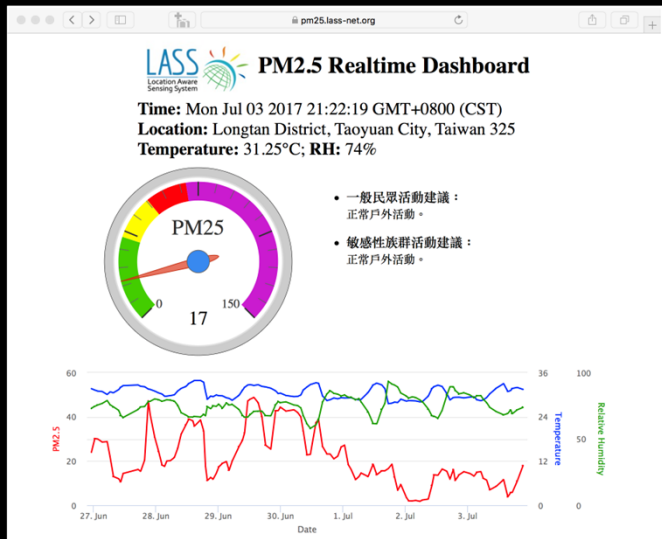 pm25.lass-net.org
LASS
Location Aware
Sensing System
PM2.5 Realtime Dashboard
Time: Mon Jul 03 2017 21:22:19 GMT+0800 (CST)
Location: Longtan District, Taoyuan City, Taiwan 325
Temperature: 31.25°C; RH: 74%
PM25
0
150
17
• 一般民眾活動建議：
正常戶外活動。
• 敏感性族群活動建議：
正常戶外活動。
60
40
20
0
PM2.5
36
24
12
0
Temperature
100
50
0
Relative Humidity
27. Jun
28. Jun
29. Jun
30. Jun
1. Jul
2. Jul
3. Jul
Date